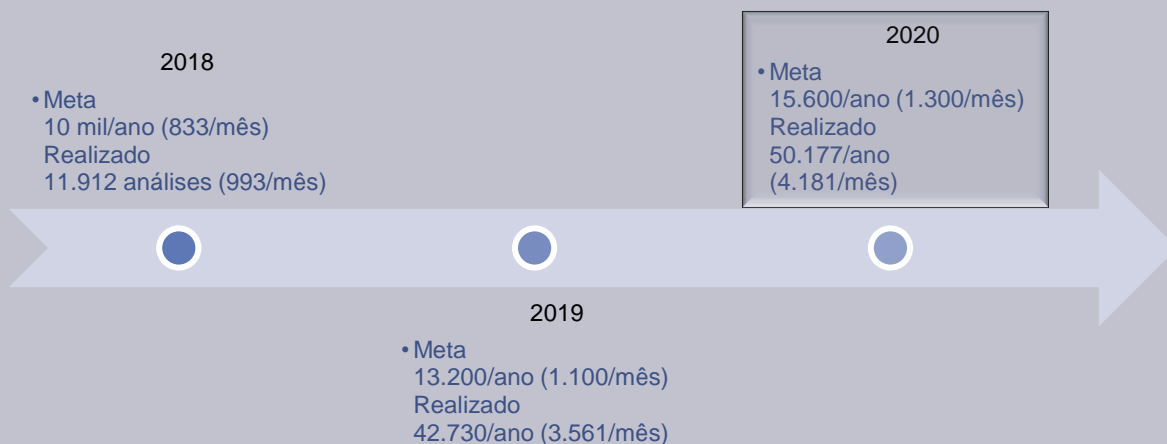 2018
• Meta
10 mil/ano (833/mês)
Realizado
11.912 análises (993/mês)
2019
• Meta
13.200/ano (1.100/mês)
Realizado
42.730/ano (3.561/mês)
2020
• Meta
15.600/ano (1.300/mês)
Realizado
50.177/ano
(4.181/mês)